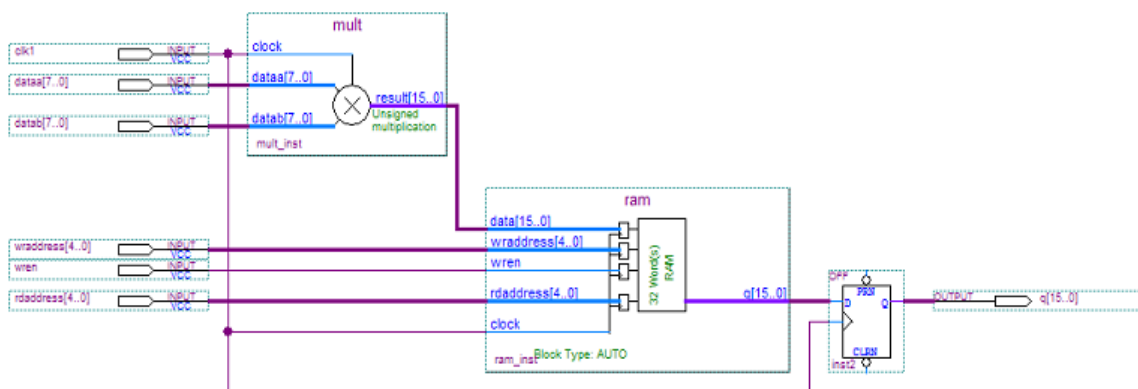 mult
clk1 INPUT VCC clock
dataa[7..0] INPUT VCC dataa[7..0]
result[15..0]
datab[7..0] INPUT VCC datab[7..0]
Unsigned multiplication
mult_inst
ram
data[15..0]
wraddress[4..0] INPUT VCC wraddress[4..0]
wren INPUT VCC wren
32 Word(s) RAM
rdaddress[4..0] INPUT VCC rdaddress[4..0]
q[15..0]
clock
ram_inst Block Type: AUTO
DFF
PRN
D Q
OUTPUT q[15..0]
CLRN
inst2